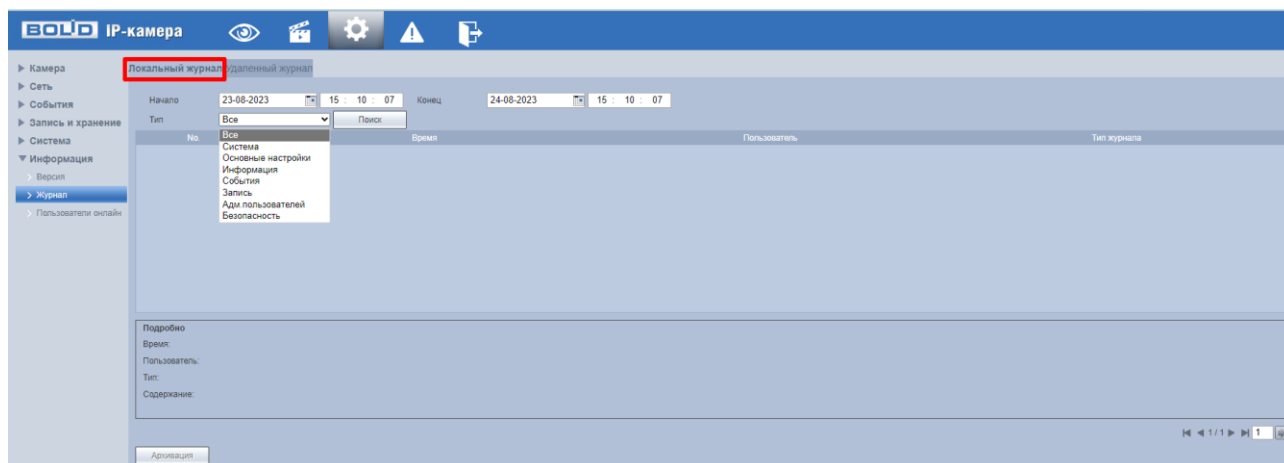 BOLID IP-камера
Камера
Сеть
События
Запись и хранение
Система
Информация
Версия
Журнал
Пользователи онлайн
Локальный журнал Удаленный журнал
Начало 23-08-2023 15 : 10 : 07 Конец 24-08-2023 15 : 10 : 07
Тип Все Поиск
No. Время Пользователь Тип журнала
Все
Система
Основные настройки
Информация
События
Запись
Адм.пользователей
Безопасность
Подробно
Время:
Пользователь:
Тип:
Содержание:
1 / 1 1
Архивация